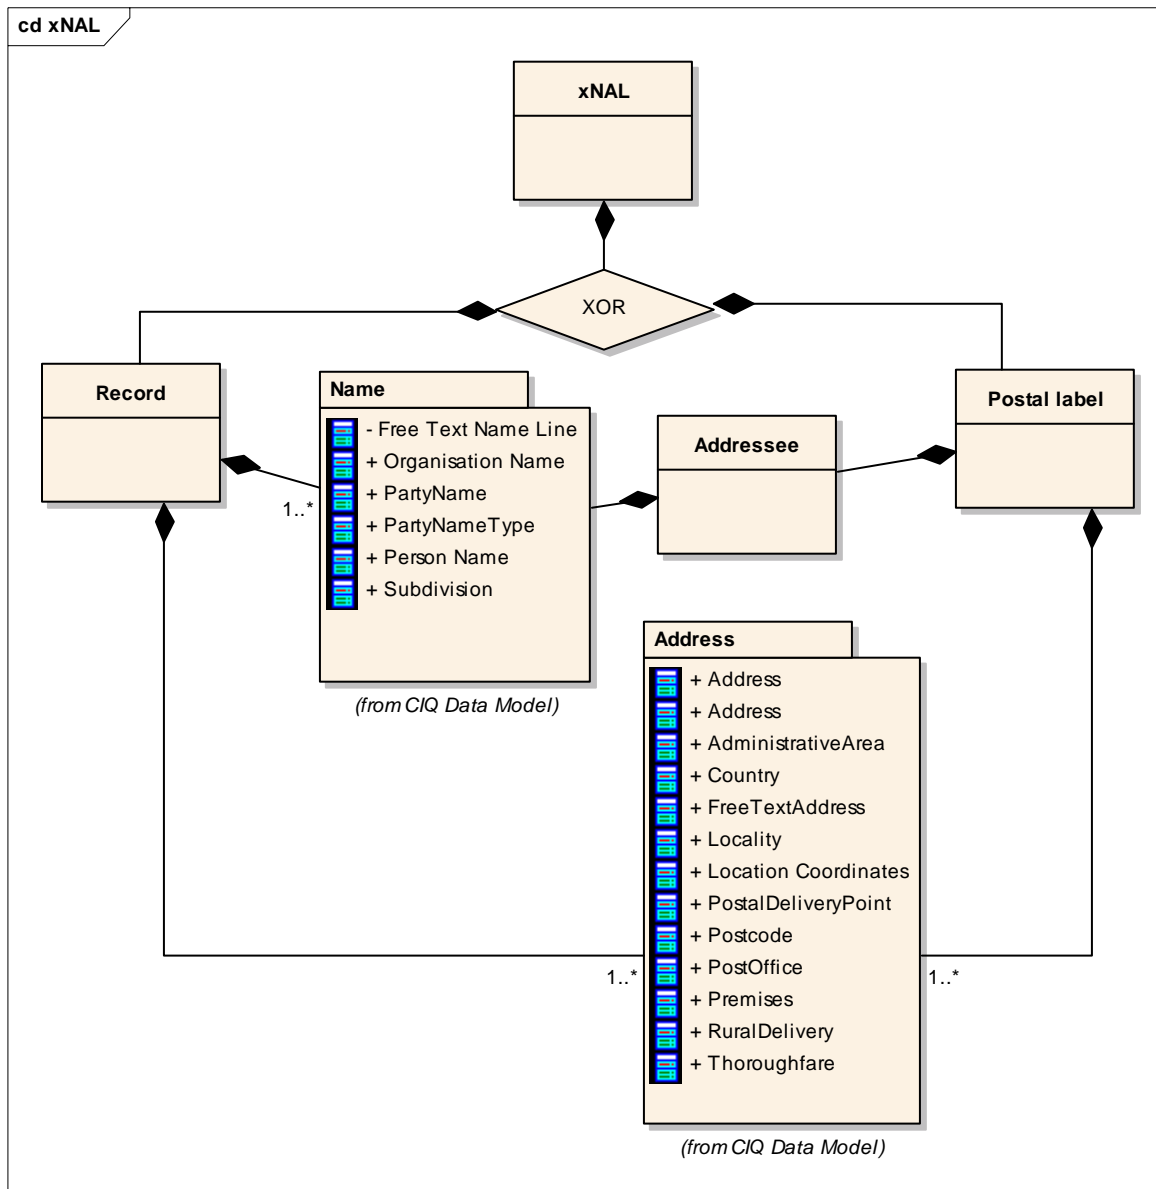 cd xNAL
xNAL
XOR
Record
Name
- Free Text Name Line
+ Organisation Name
+ PartyName
+ PartyNameType
+ Person Name
+ Subdivision
(from CIQ Data Model)
1..*
Addressee
Postal label
Address
+ Address
+ Address
+ AdministrativeArea
+ Country
+ FreeTextAddress
+ Locality
+ Location Coordinates
+ PostalDeliveryPoint
+ Postcode
+ PostOffice
+ Premises
+ RuralDelivery
+ Thoroughfare
(from CIQ Data Model)
1..*
1..*